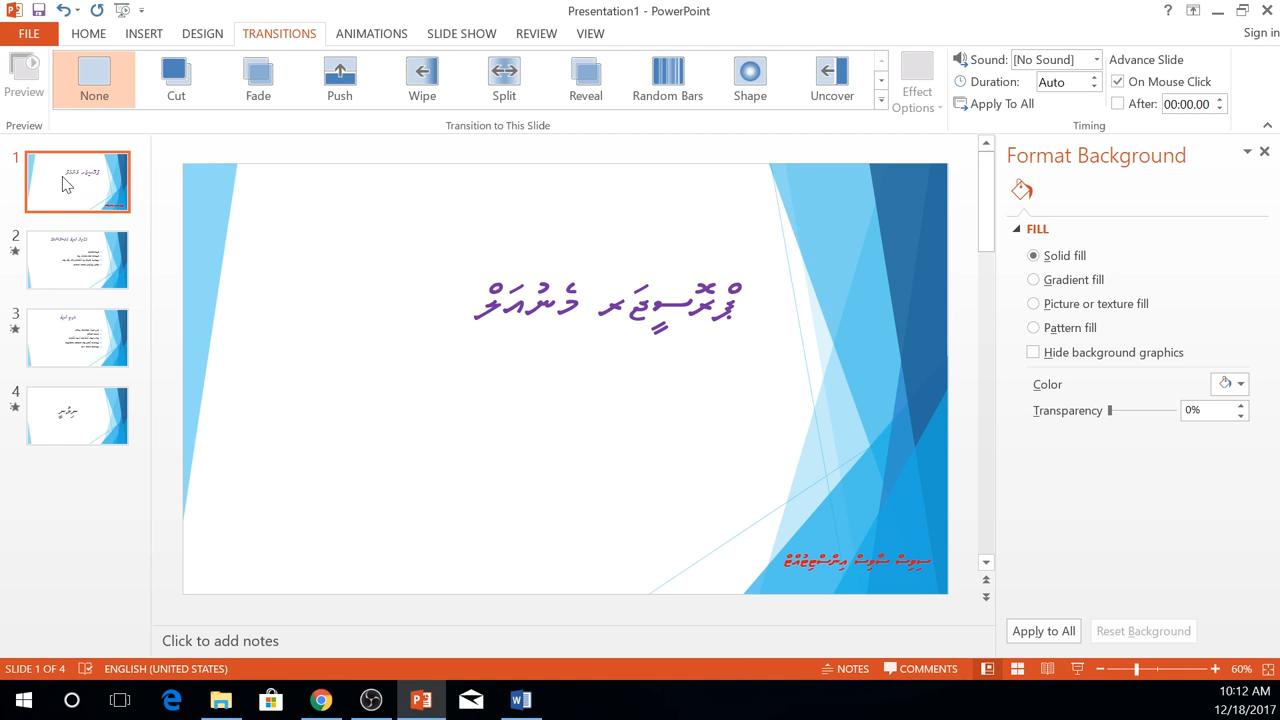 Presentation1 - PowerPoint
Sign in
FILE HOME INSERT DESIGN TRANSITIONS ANIMATIONS SLIDE SHOW REVIEW VIEW
Preview
None Cut Fade Push Wipe Split Reveal Random Bars Shape Uncover
Effect Options
Sound: [No Sound]
Duration: Auto
Apply To All
Advance Slide
On Mouse Click
After: 00:00.00
Preview
Transition to This Slide
Timing
1
2
3
4
ނިމުނީ
ޕްރޮސީޖަރ މެނުއަލް
ސިވިލް ސާވިސް އިންސްޓިޓުއުޓް
Click to add notes
Format Background
FILL
Solid fill
Gradient fill
Picture or texture fill
Pattern fill
Hide background graphics
Color
Transparency 0%
Apply to All Reset Background
SLIDE 1 OF 4 ENGLISH (UNITED STATES) NOTES COMMENTS 60%
10:12 AM
12/18/2017